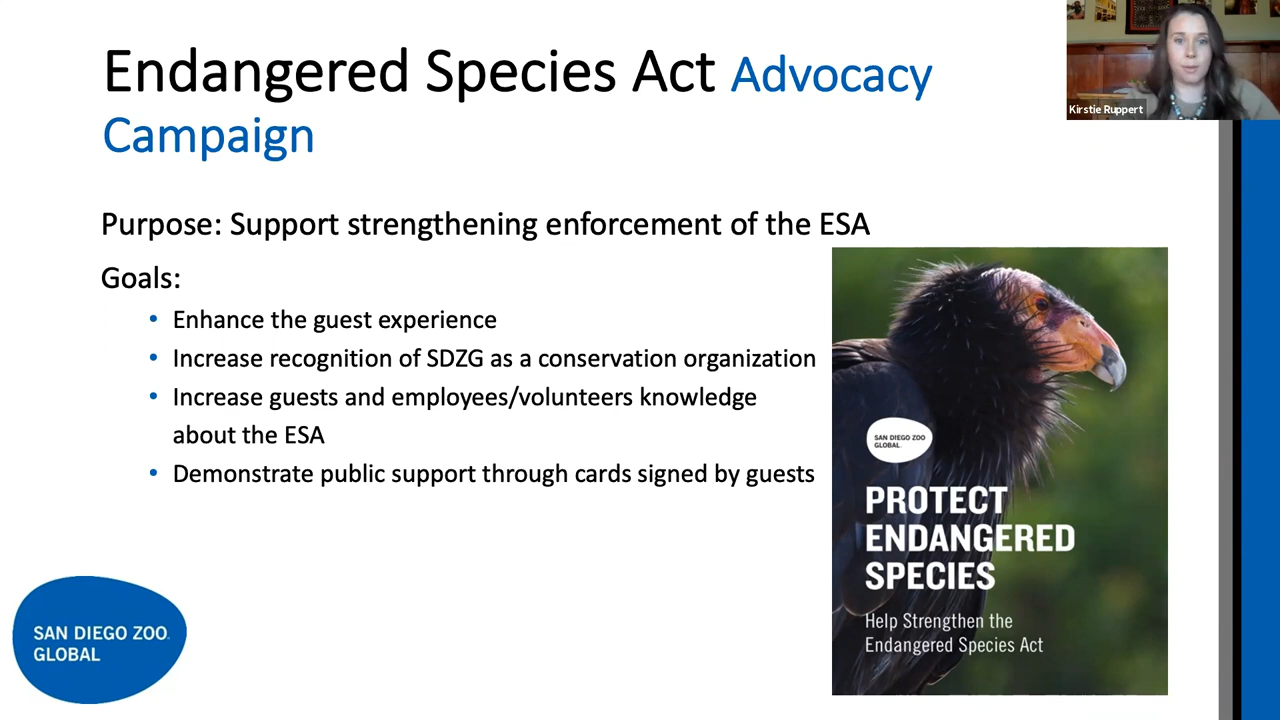 Endangered Species Act Advocacy
Campaign
Kirstie Ruppert
Purpose: Support strengthening enforcement of the ESA
Goals:
• Enhance the guest experience
• Increase recognition of SDZG as a conservation organization
• Increase guests and employees/volunteers knowledge
about the ESA
• Demonstrate public support through cards signed by guests
SAN DIEGO ZOO
GLOBAL.
PROTECT
ENDANGERED
SPECIES
Help Strengthen the
Endangered Species Act
SAN DIEGO ZOO.
GLOBAL